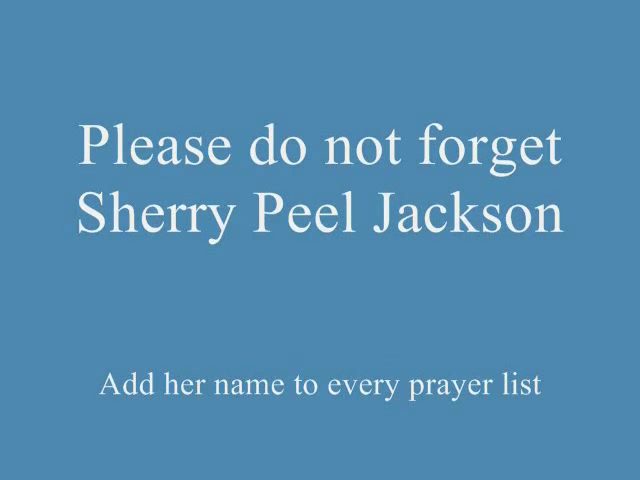 Please do not forget
Sherry Peel Jackson
Add her name to every prayer list